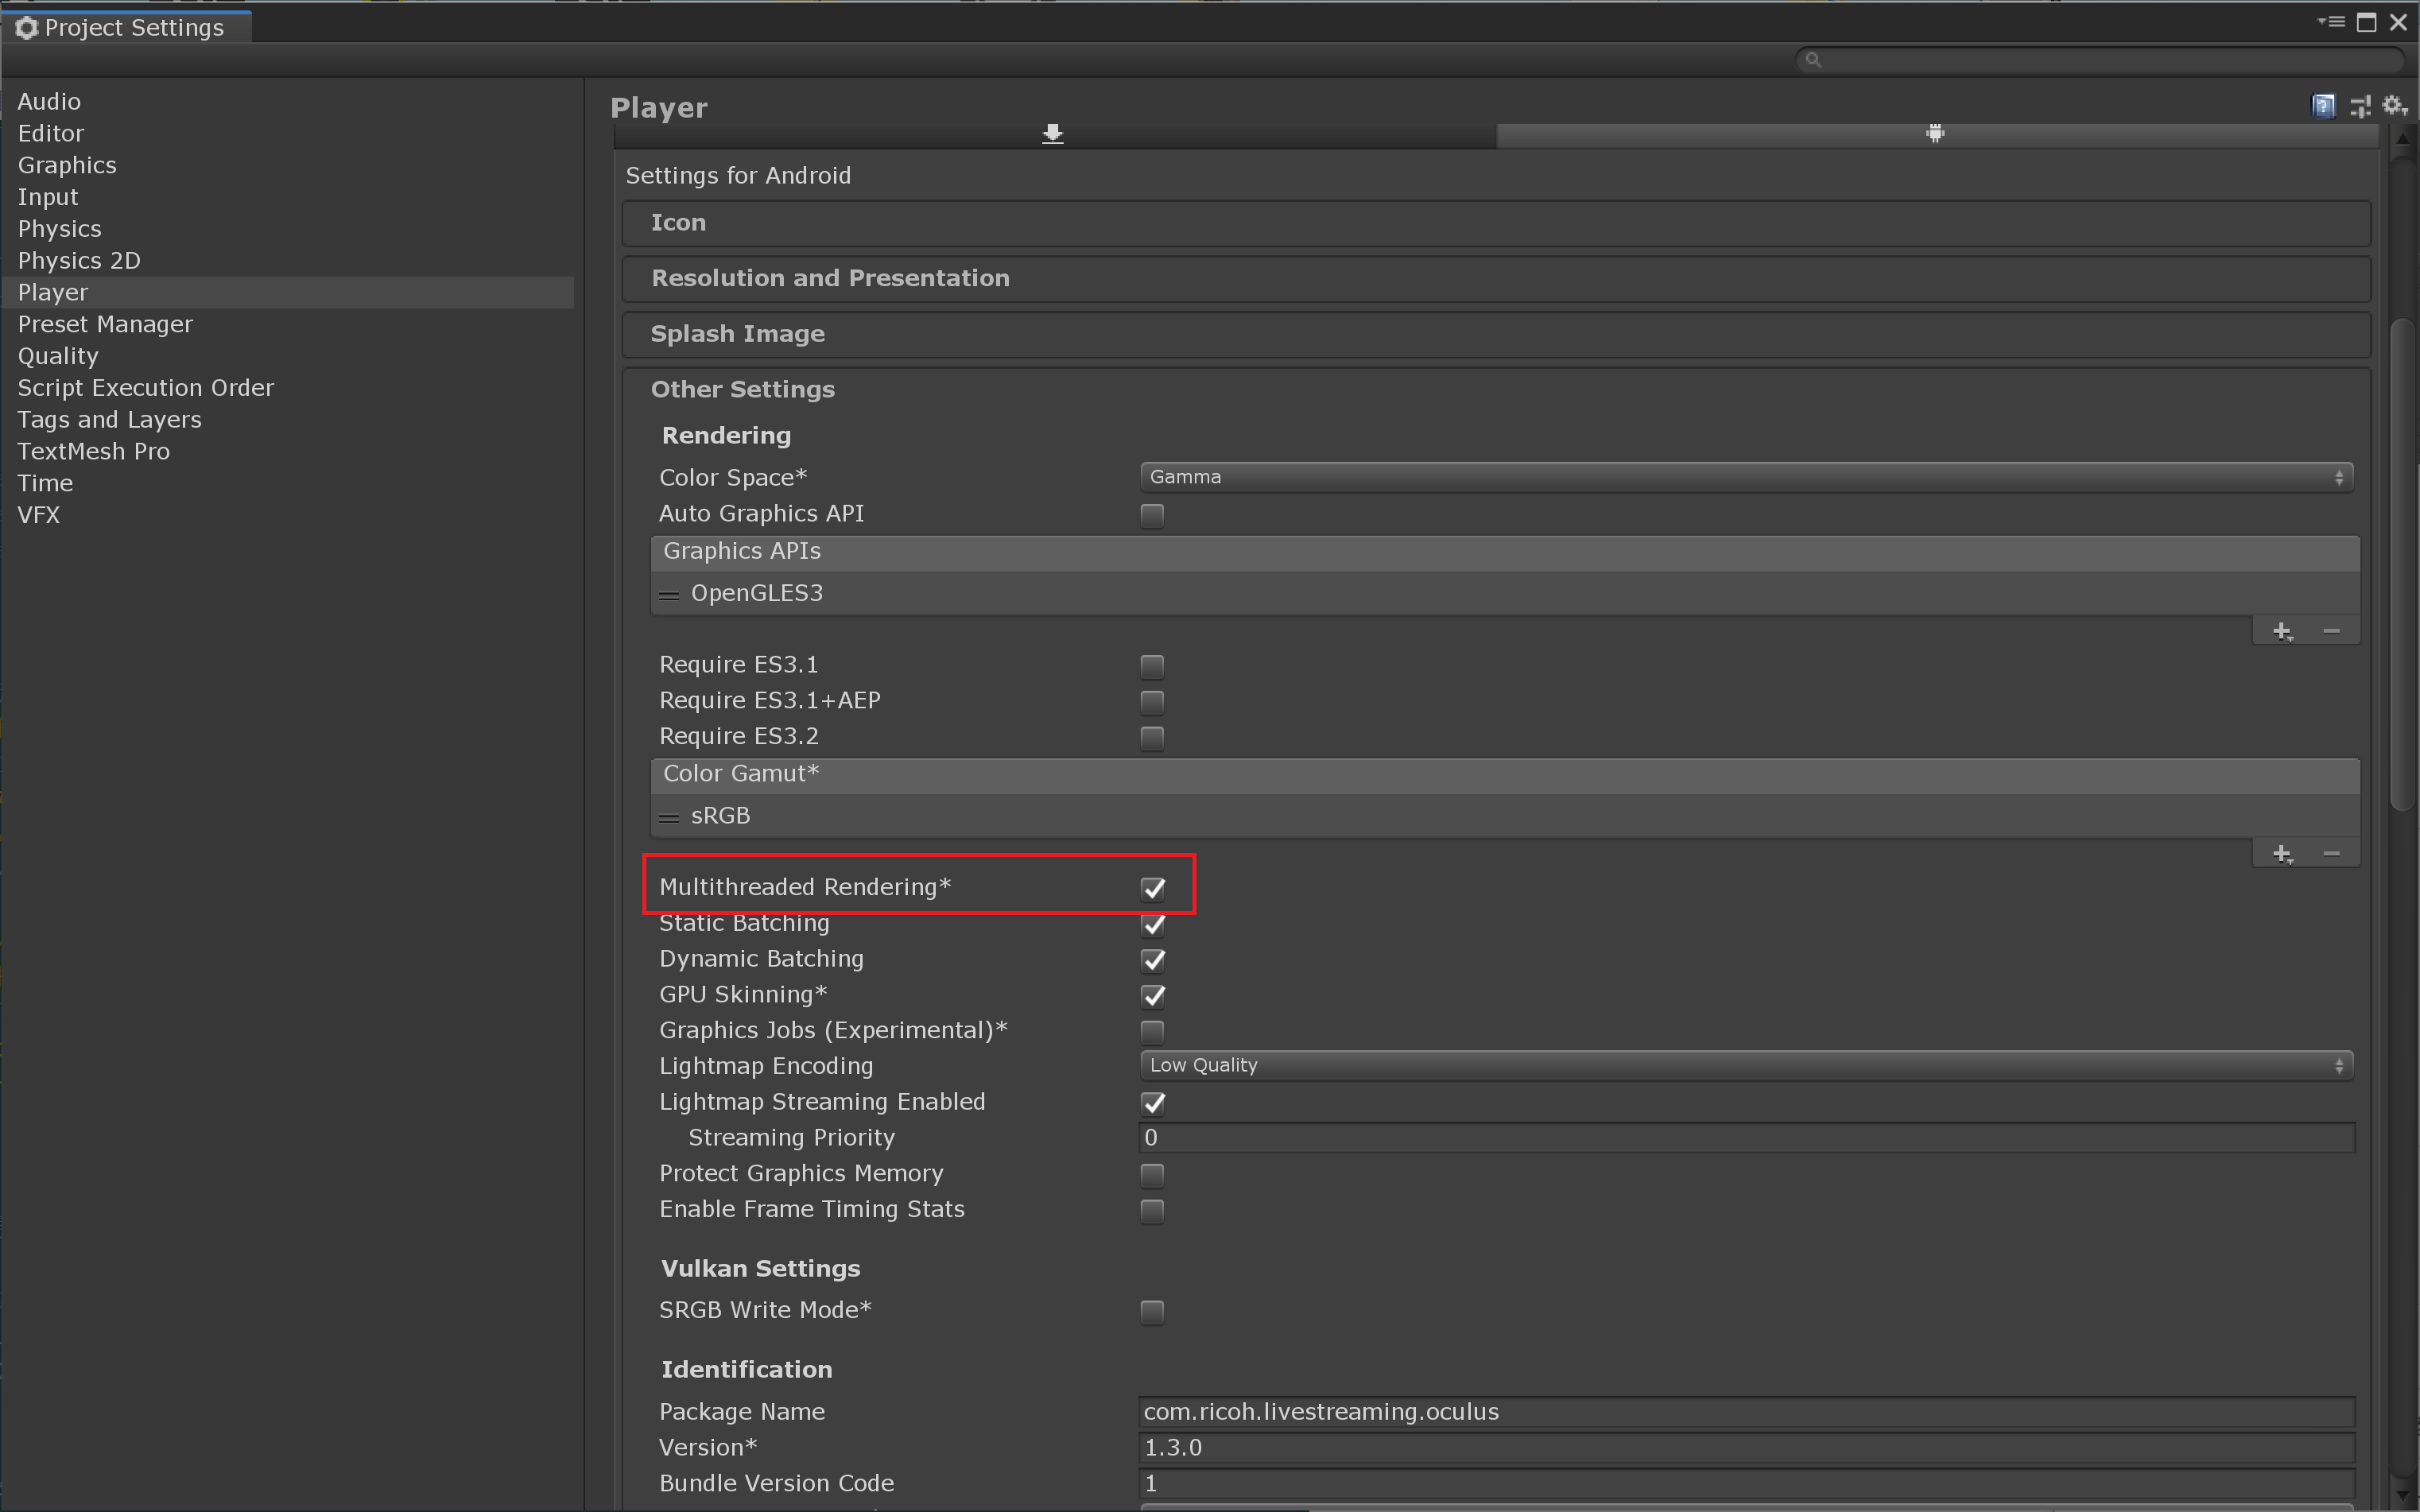 Project Settings
Audio
Editor
Graphics
Input
Physics
Physics 2D
Player
Preset Manager
Quality
Script Execution Order
Tags and Layers
TextMesh Pro
Time
VFX
Player
Settings for Android
Icon
Resolution and Presentation
Splash Image
Other Settings
Rendering
Color Space* Gamma
Auto Graphics API
Graphics APIs
OpenGLES3
Require ES3.1
Require ES3.1+AEP
Require ES3.2
Color Gamut*
sRGB
Multithreaded Rendering*
Static Batching
Dynamic Batching
GPU Skinning*
Graphics Jobs (Experimental)*
Lightmap Encoding Low Quality
Lightmap Streaming Enabled
Streaming Priority 0
Protect Graphics Memory
Enable Frame Timing Stats
Vulkan Settings
SRGB Write Mode*
Identification
Package Name com.ricoh.livestreaming.oculus
Version* 1.3.0
Bundle Version Code 1